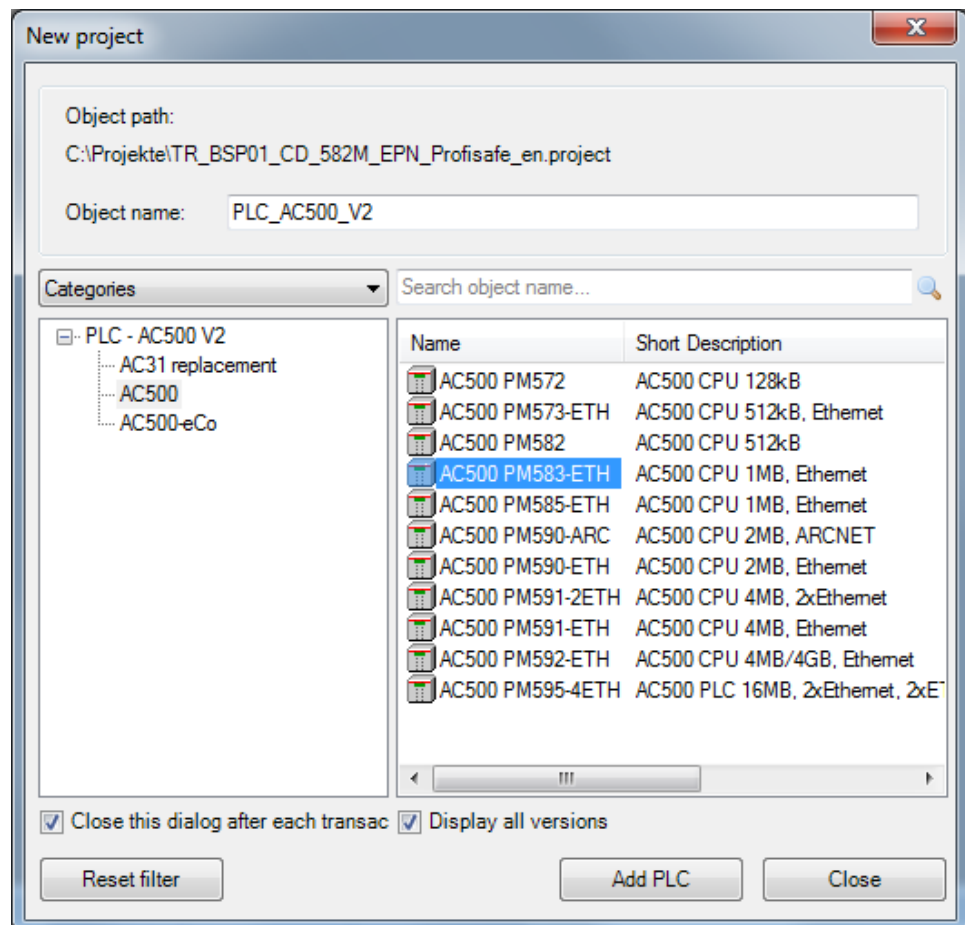 New project
Object path:
C:\Projekte\TR_BSP01_CD_582M_EPN_Profisafe_en.project
Object name: PLC_AC500_V2
Categories
Search object name...
PLC - AC500 V2
AC31 replacement
AC500
AC500-eCo
Name Short Description
AC500 PM572 AC500 CPU 128kB
AC500 PM573-ETH AC500 CPU 512kB, Ethernet
AC500 PM582 AC500 CPU 512kB
AC500 PM583-ETH AC500 CPU 1MB, Ethernet
AC500 PM585-ETH AC500 CPU 1MB, Ethernet
AC500 PM590-ARC AC500 CPU 2MB, ARCNET
AC500 PM590-ETH AC500 CPU 2MB, Ethernet
AC500 PM591-2ETH AC500 CPU 4MB, 2xEthernet
AC500 PM591-ETH AC500 CPU 4MB, Ethernet
AC500 PM592-ETH AC500 CPU 4MB/4GB, Ethernet
AC500 PM595-4ETH AC500 PLC 16MB, 2xEthernet, 2xET
Close this dialog after each transac Display all versions
Reset filter Add PLC Close